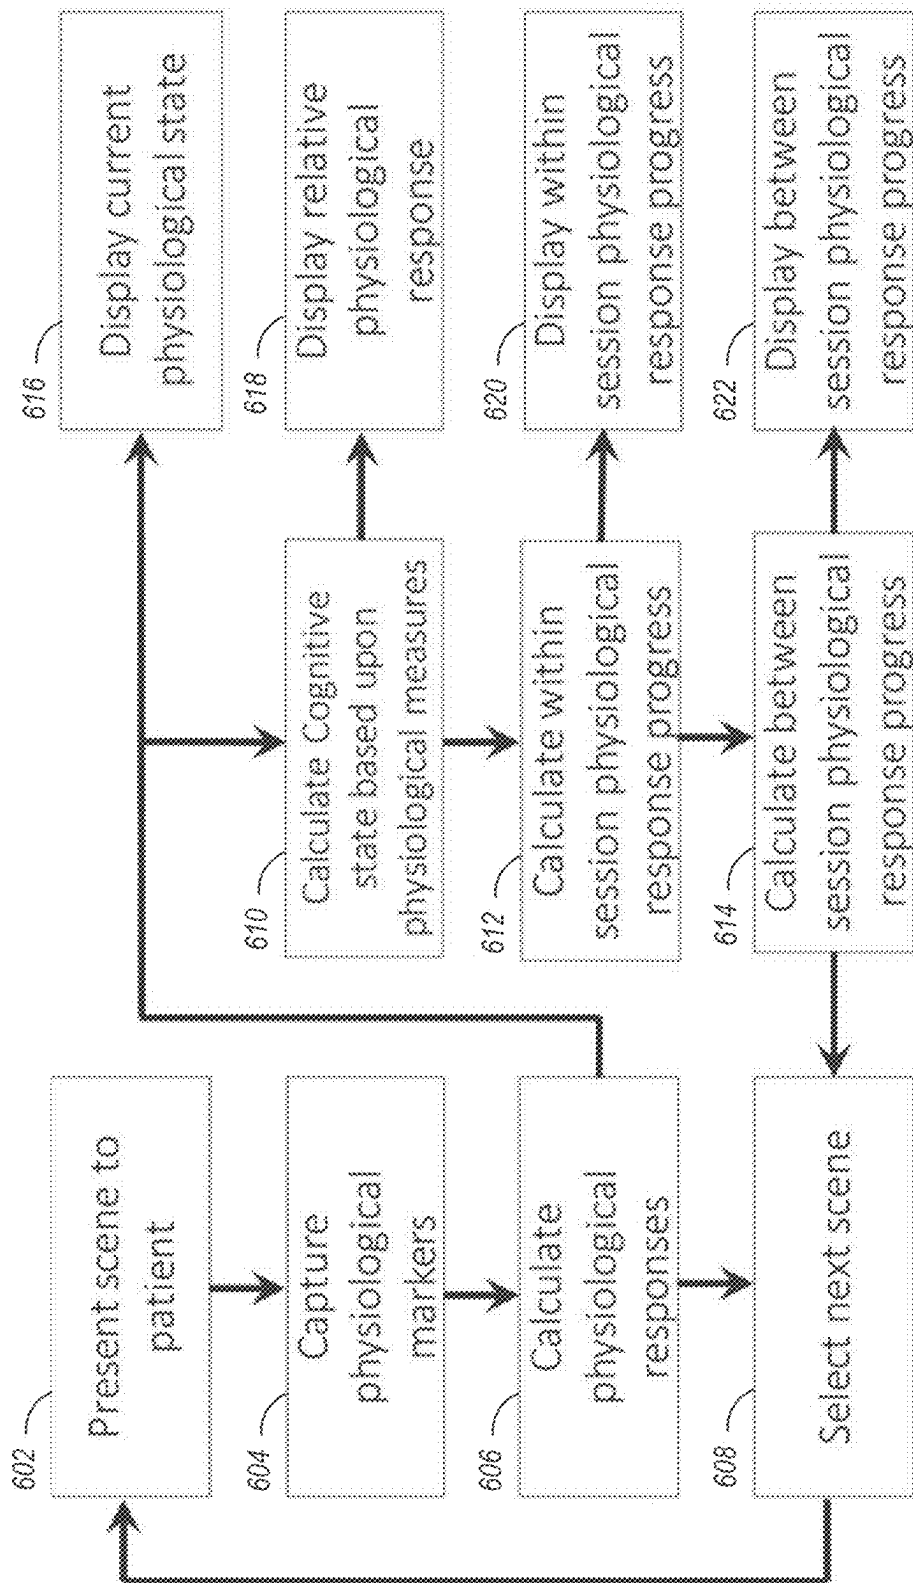 602
Present scene to
patient
604
Capture
physiological
markers
606
Calculate
physiological
responses
608
Select next scene
610
Calculate Cognitive
state based upon
physiological measures
612
Calculate within
session physiological
response progress
614
Calculate between
session physiological
response progress
616
Display current
physiological state
618
Display relative
physiological
response
620
Display within
session physiological
response progress
622
Display between
session physiological
response progress